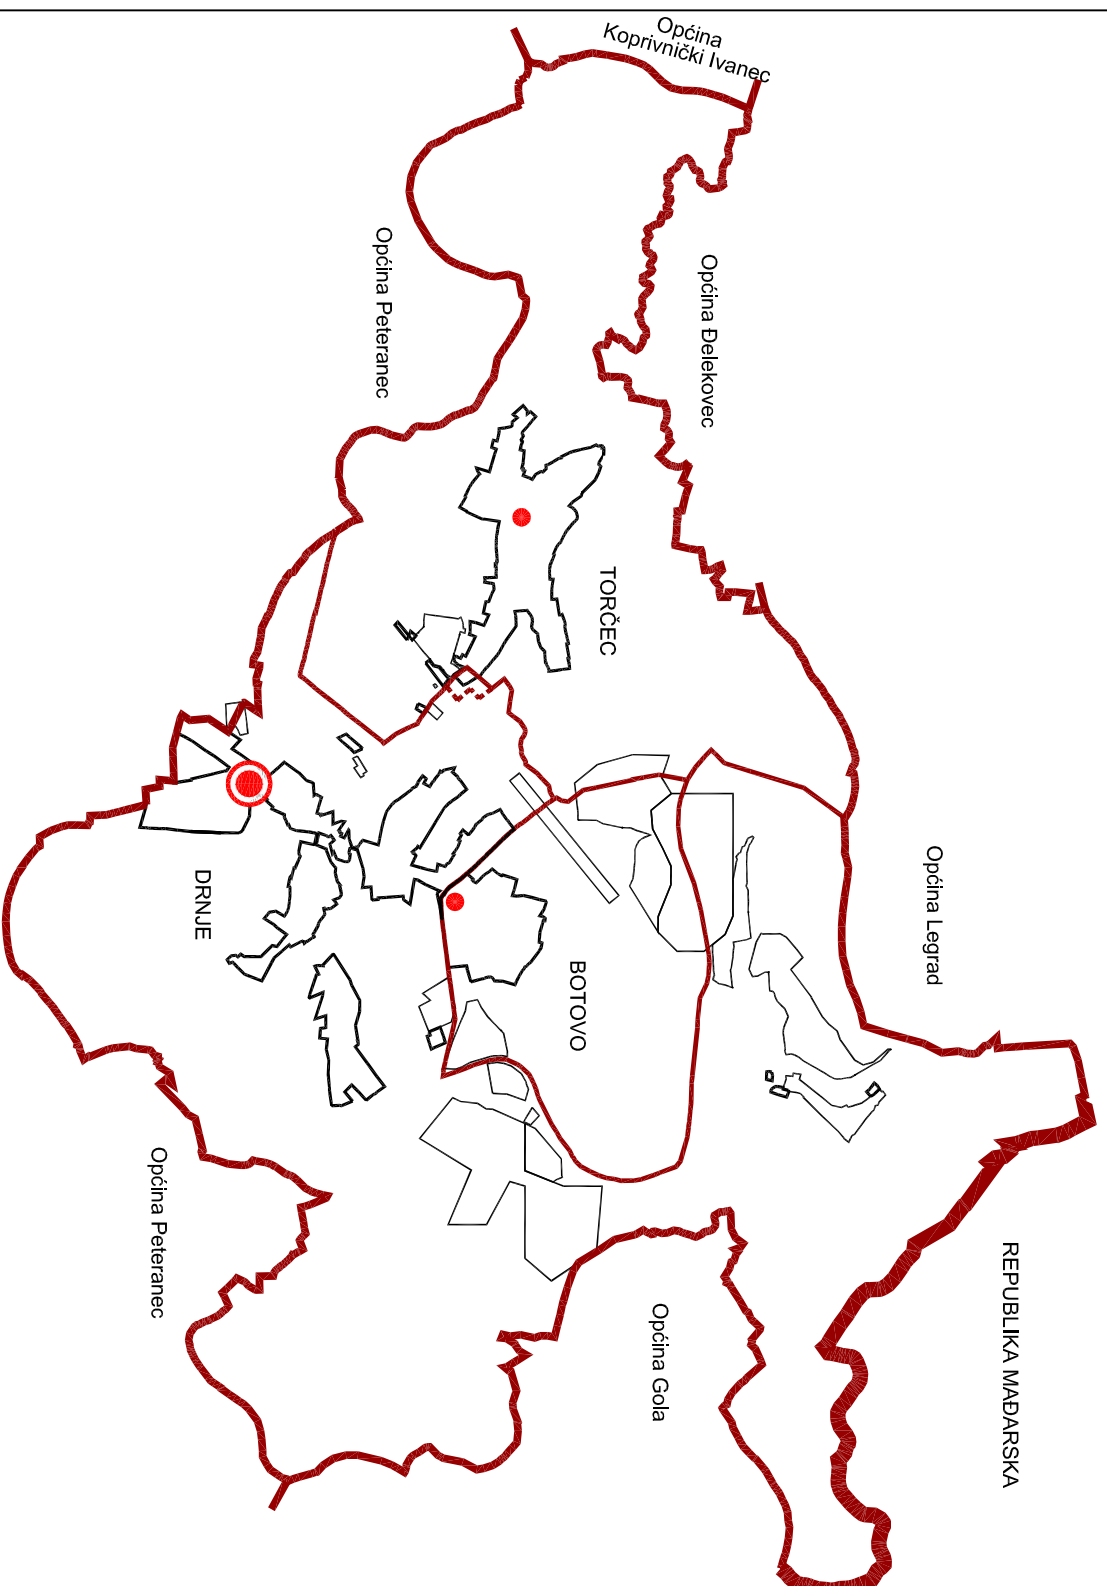 Općina
Koprivnički Ivanec
Općina Peteranec
Općina Đelekovec
TORČEC
DRNJE
BOTOVO
Općina Legrad
Općina Peteranec
Općina Gola
REPUBLIKA MAĐARSKA